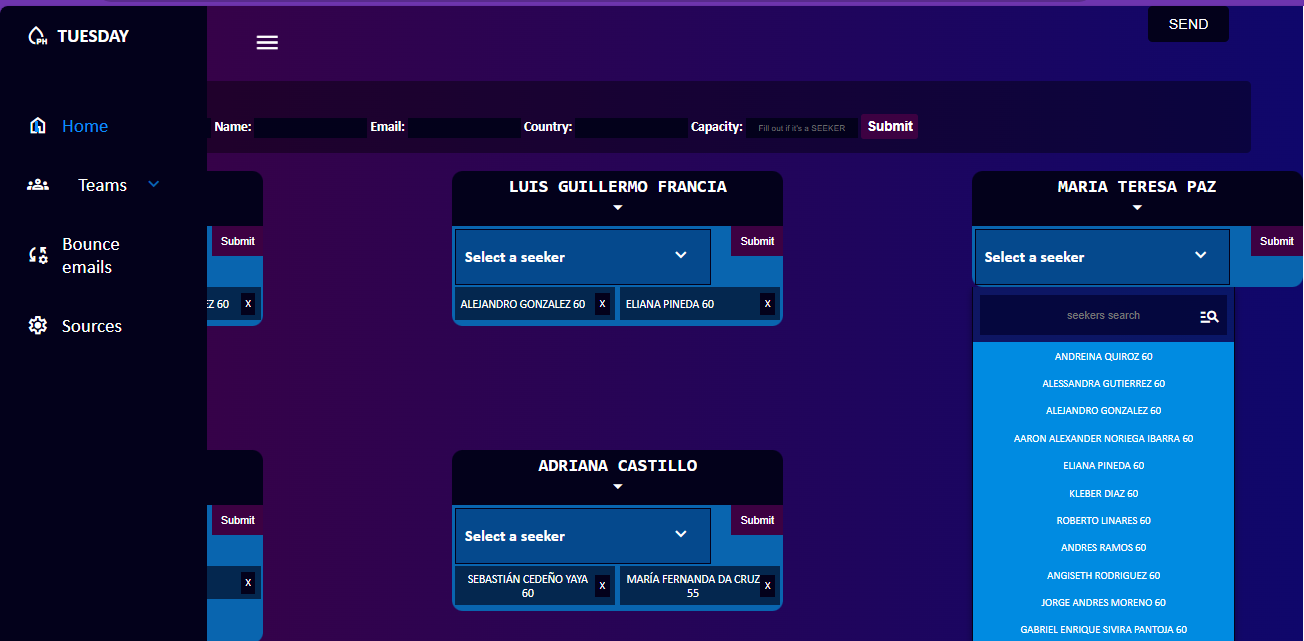 PH TUESDAY
SEND
Home
Teams
Bounce
emails
Sources
Name: Email: Country: Capacity: Fill out if it's a SEEKER Submit
Submit
Z 60 X
LUIS GUILLERMO FRANCIA
Select a seeker
Submit
ALEJANDRO GONZALEZ 60 X ELIANA PINEDA 60 X
MARIA TERESA PAZ
Select a seeker
Submit
seekers search
ANDREINA QUIROZ 60
ALESSANDRA GUTIERREZ 60
ALEJANDRO GONZALEZ 60
AARON ALEXANDER NORIEGA IBARRA 60
ELIANA PINEDA 60
KLEBER DIAZ 60
ROBERTO LINARES 60
ANDRES RAMOS 60
ANGISETH RODRIGUEZ 60
JORGE ANDRES MORENO 60
GABRIEL ENRIQUE SIVIRA PANTOJA 60
Submit
X
ADRIANA CASTILLO
Select a seeker
Submit
SEBASTIÁN CEDEÑO YAYA
60
X
MARÍA FERNANDA DA CRUZ
55
X